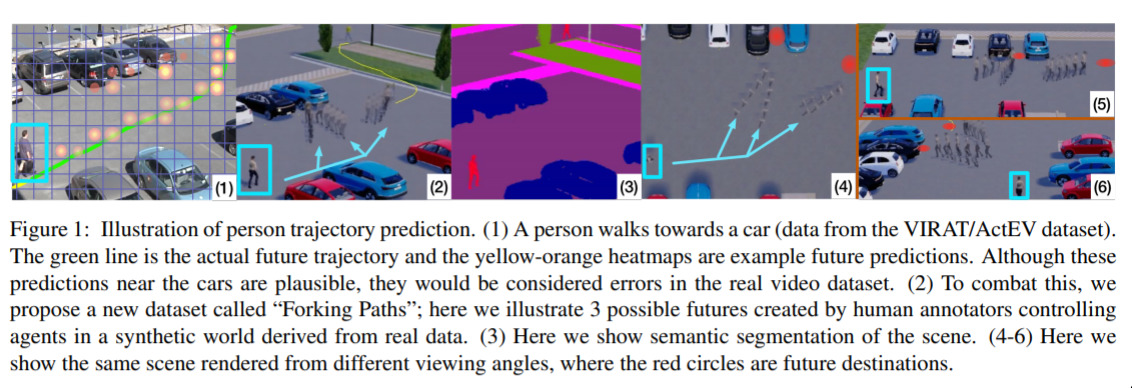 (1)
(2)
(3)
(4)
(5)
(6)
Figure 1: Illustration of person trajectory prediction. (1) A person walks towards a car (data from the VIRAT/ActEV dataset).
The green line is the actual future trajectory and the yellow-orange heatmaps are example future predictions. Although these
predictions near the cars are plausible, they would be considered errors in the real video dataset. (2) To combat this, we
propose a new dataset called “Forking Paths”; here we illustrate 3 possible futures created by human annotators controlling
agents in a synthetic world derived from real data. (3) Here we show semantic segmentation of the scene. (4-6) Here we
show the same scene rendered from different viewing angles, where the red circles are future destinations.